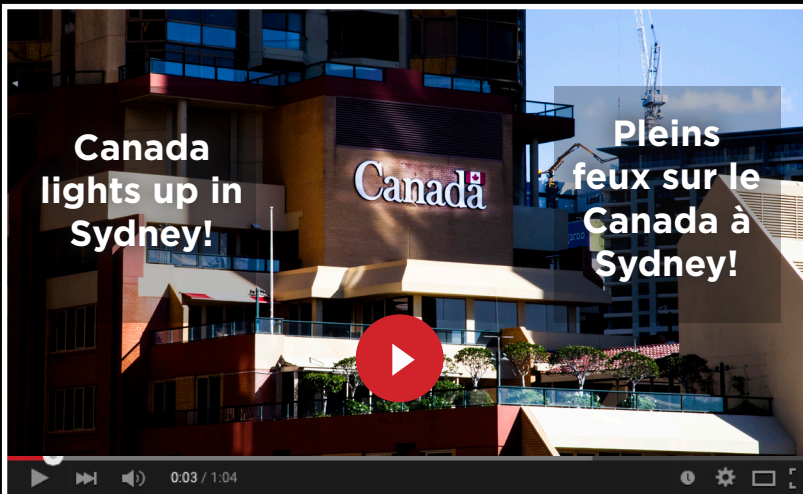 Canada
lights up in
Sydney!
Canada
Pleins
feux sur le
Canada à
Sydney!
0:03 / 1:04